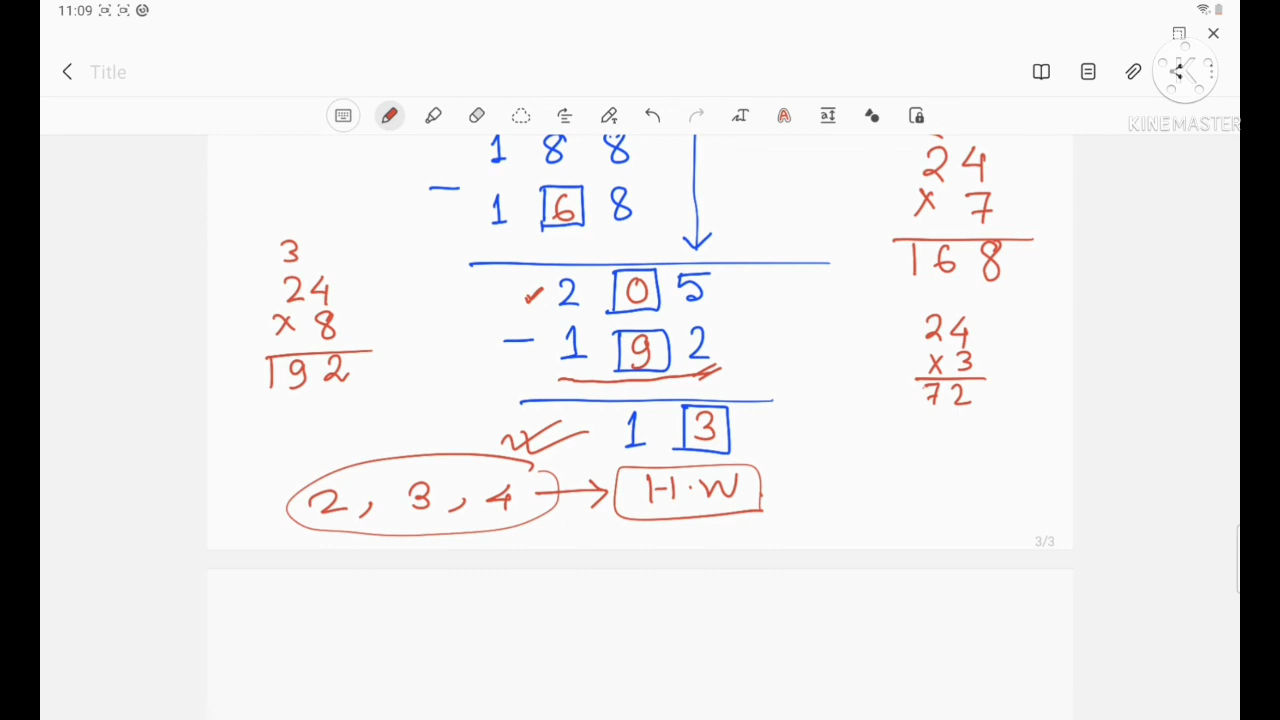 11:09
Title
KINEMASTER
1 8 8
- 1 6 8
2 0 5
- 1 9 2
1 3
3
24
x 8
192
24
x 7
168
24
x 3
72
2, 3, 4 → H.W
3/3